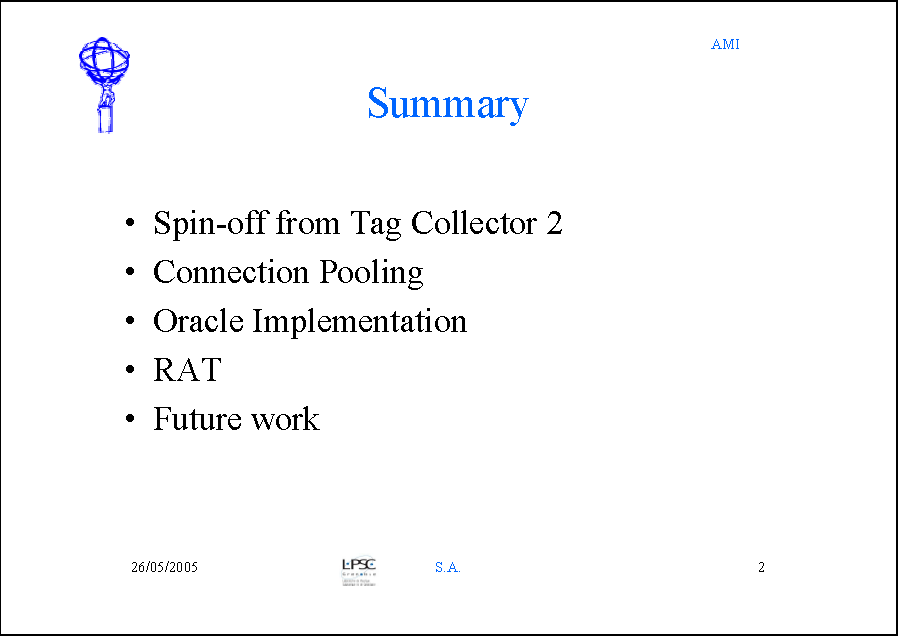 AMI
Summary
• Spin-off from Tag Collector 2
• Connection Pooling
• Oracle Implementation
• RAT
• Future work
26/05/2005
LPSC
S.A.
2